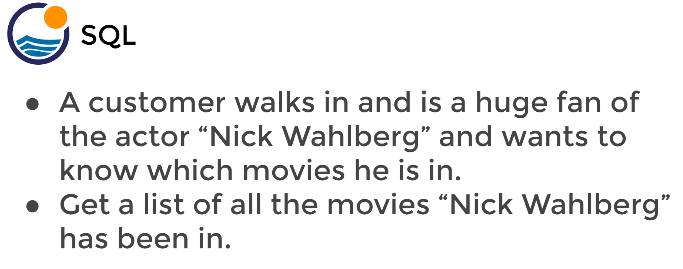 SQL
● A customer walks in and is a huge fan of
the actor “Nick Wahlberg” and wants to
know which movies he is in.
● Get a list of all the movies “Nick Wahlberg”
has been in.